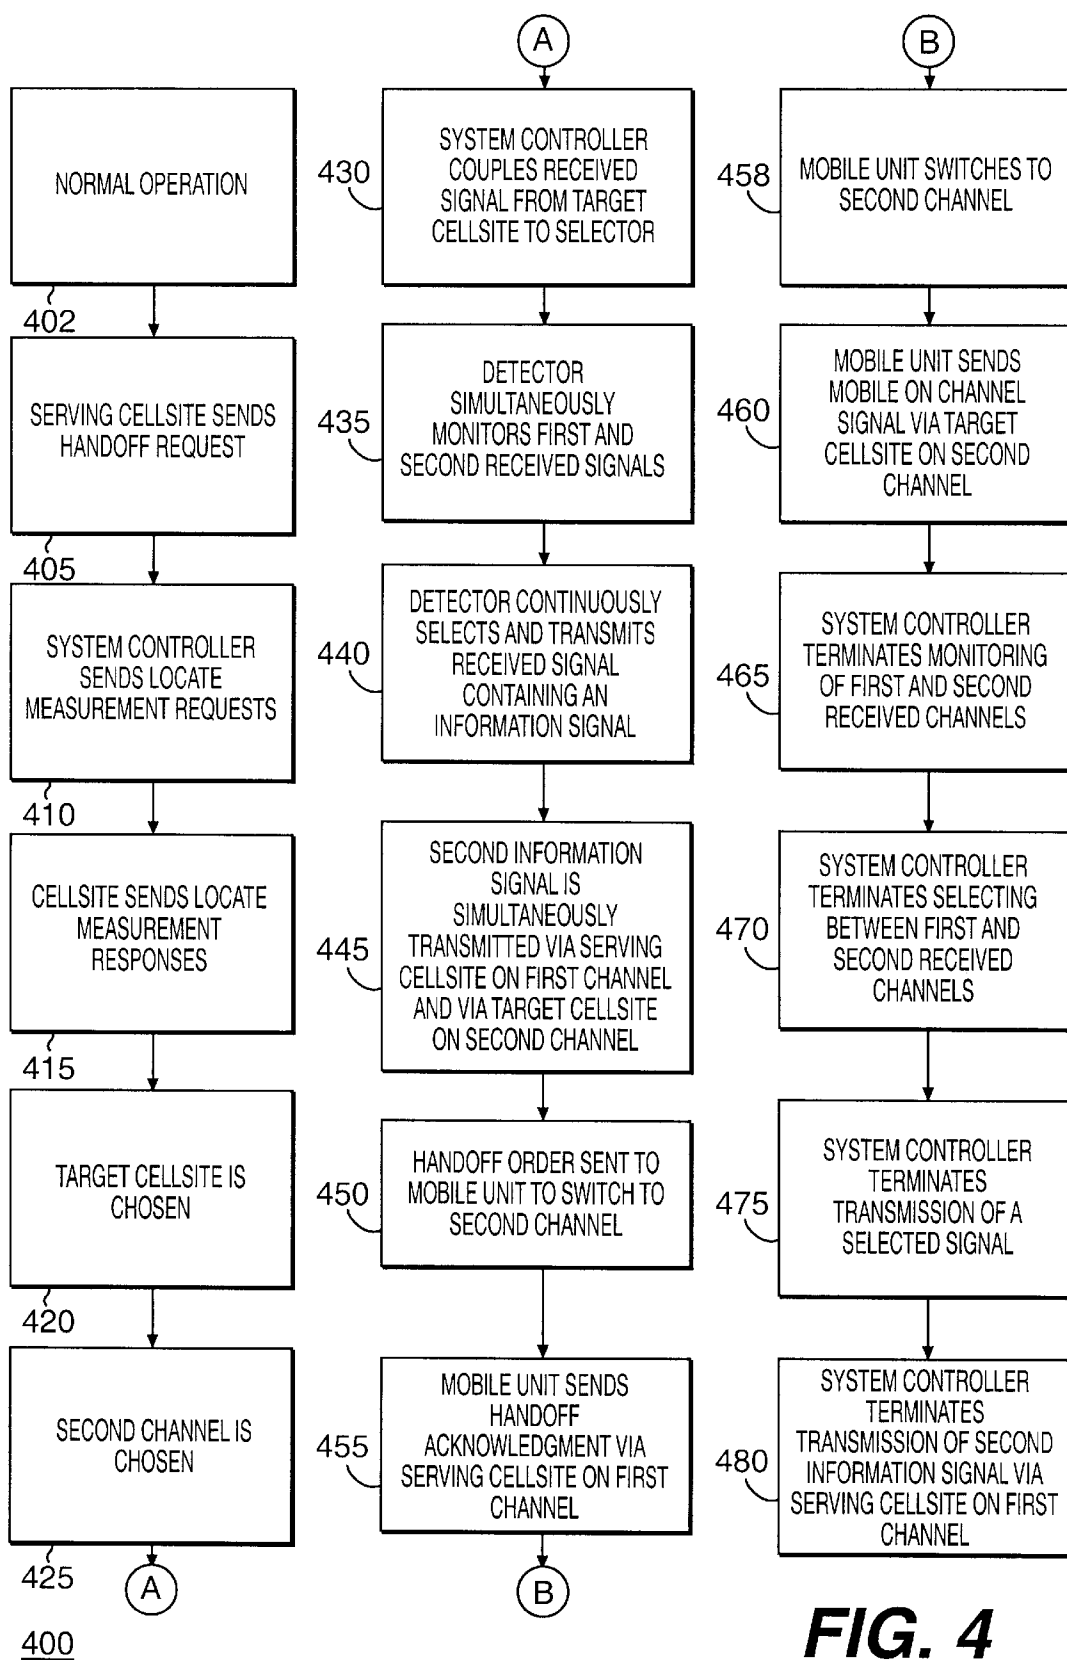 NORMAL OPERATION
402
SERVING CELLSITE SENDS
HANDOFF REQUEST
405
SYSTEM CONTROLLER
SENDS LOCATE
MEASUREMENT REQUESTS
410
CELLSITE SENDS LOCATE
MEASUREMENT
RESPONSES
415
TARGET CELLSITE IS
CHOSEN
420
SECOND CHANNEL IS
CHOSEN
425
A
400
A
430
SYSTEM CONTROLLER
COUPLES RECEIVED
SIGNAL FROM TARGET
CELLSITE TO SELECTOR
435
DETECTOR
SIMULTANEOUSLY
MONITORS FIRST AND
SECOND RECEIVED SIGNALS
440
DETECTOR CONTINUOUSLY
SELECTS AND TRANSMITS
RECEIVED SIGNAL
CONTAINING AN
INFORMATION SIGNAL
445
SECOND INFORMATION
SIGNAL IS
SIMULTANEOUSLY
TRANSMITTED VIA SERVING
CELLSITE ON FIRST CHANNEL
AND VIA TARGET CELLSITE
ON SECOND CHANNEL
450
HANDOFF ORDER SENT TO
MOBILE UNIT TO SWITCH TO
SECOND CHANNEL
455
MOBILE UNIT SENDS
HANDOFF
ACKNOWLEDGMENT VIA
SERVING CELLSITE ON FIRST
CHANNEL
B
B
458
MOBILE UNIT SWITCHES TO
SECOND CHANNEL
460
MOBILE UNIT SENDS
MOBILE ON CHANNEL
SIGNAL VIA TARGET
CELLSITE ON SECOND
CHANNEL
465
SYSTEM CONTROLLER
TERMINATES MONITORING
OF FIRST AND SECOND
RECEIVED CHANNELS
470
SYSTEM CONTROLLER
TERMINATES SELECTING
BETWEEN FIRST AND
SECOND RECEIVED
CHANNELS
475
SYSTEM CONTROLLER
TERMINATES
TRANSMISSION OF A
SELECTED SIGNAL
480
SYSTEM CONTROLLER
TERMINATES
TRANSMISSION OF SECOND
INFORMATION SIGNAL VIA
SERVING CELLSITE ON FIRST
CHANNEL
FIG. 4